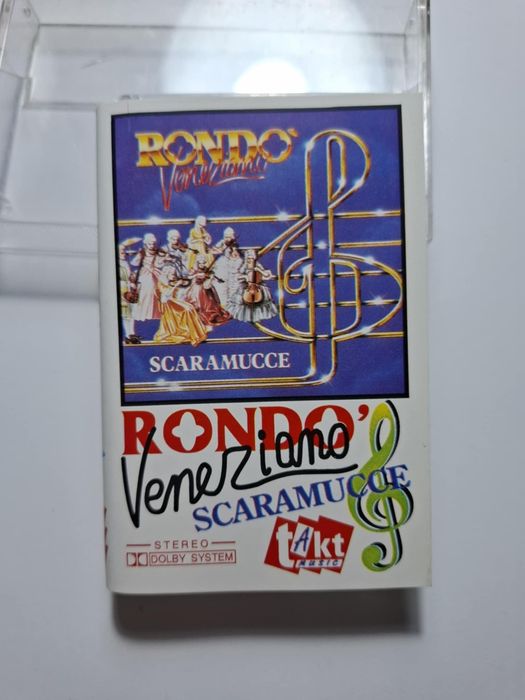 RONDO'
Veneziano
SCARAMUCCE
RONDO'
Veneziano
SCARAMUCCE
STEREO
DOLBY SYSTEM
tAkt
MUSIC